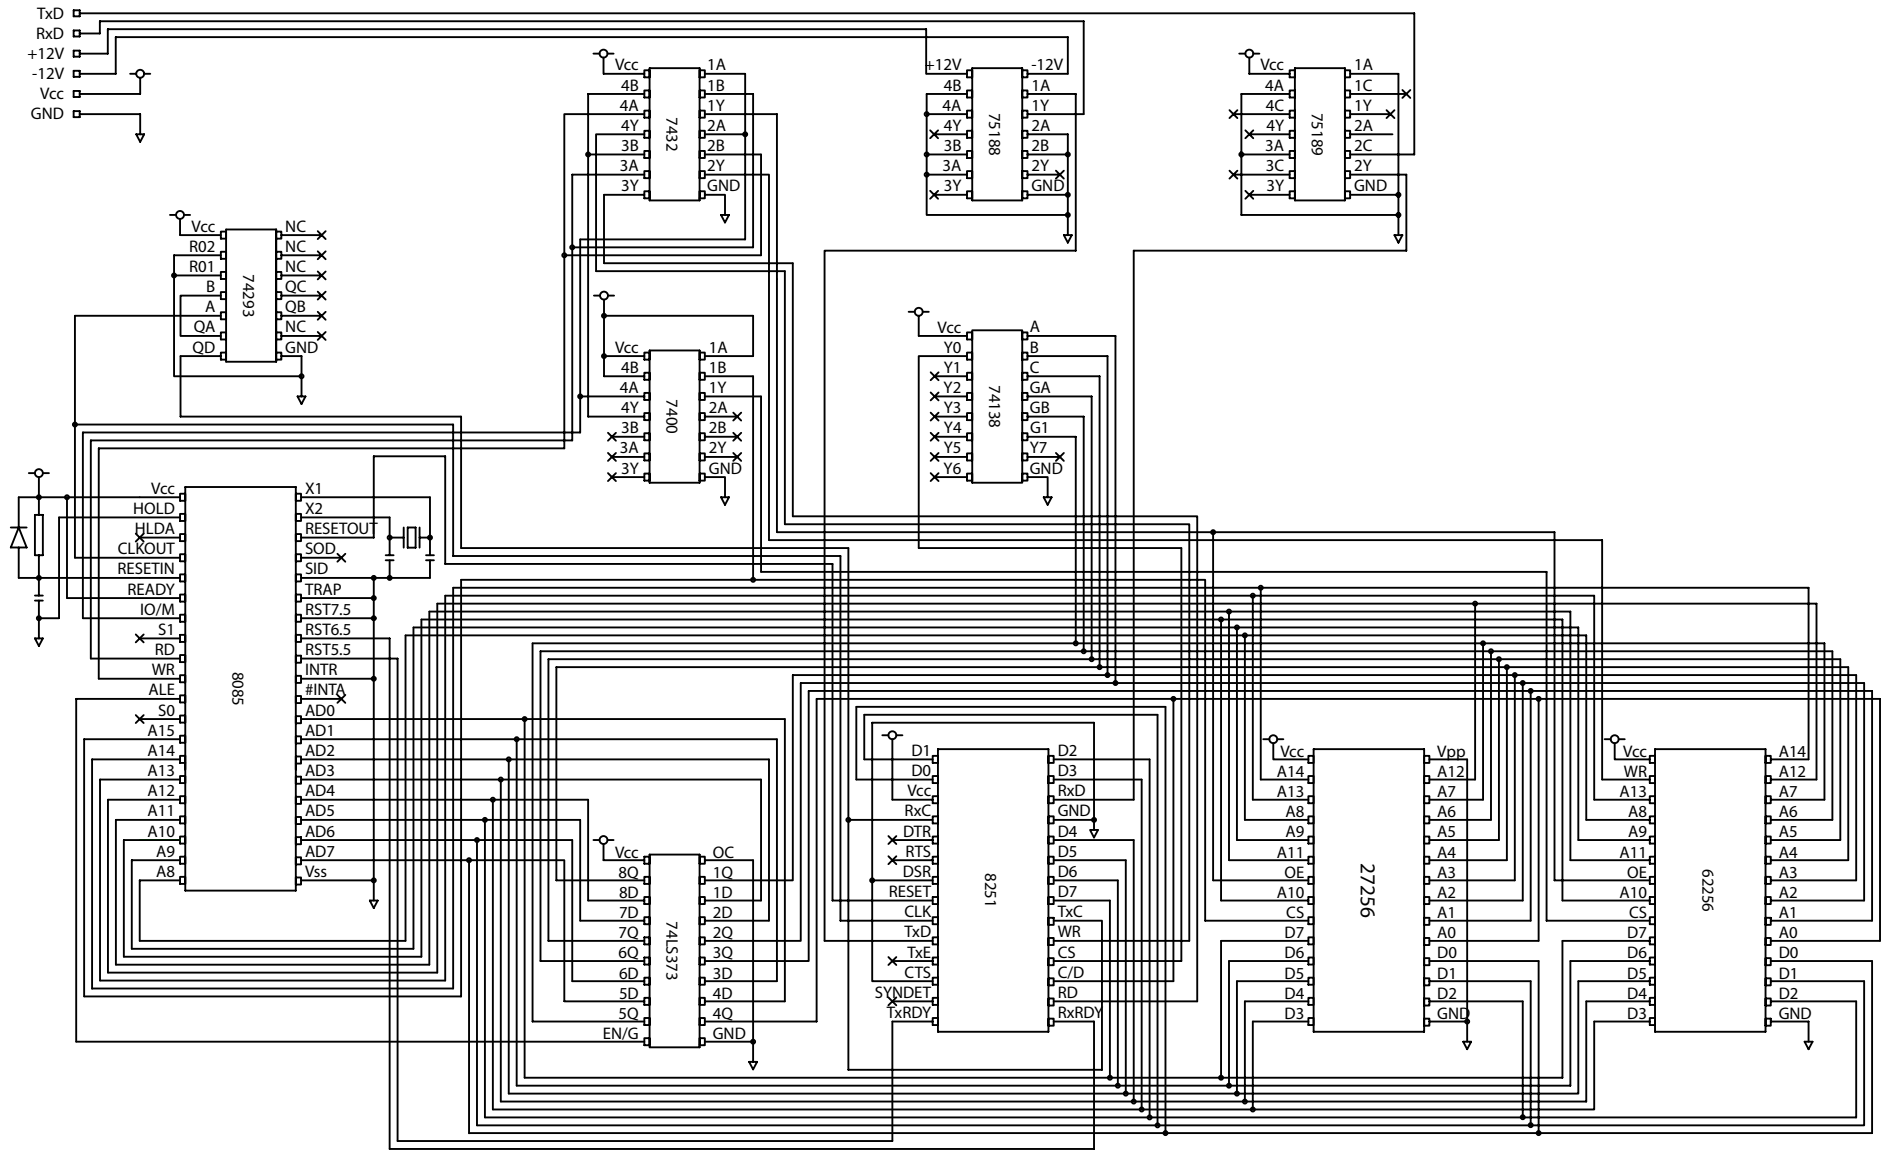 TxD
RxD
+12V
-12V
Vcc
GND
7432
Vcc
4B
4A
4Y
3B
3A
3Y
1A
1B
1Y
2A
2B
2Y
GND
75188
+12V
4B
4A
4Y
3B
3A
3Y
-12V
1A
1Y
2A
2B
2Y
GND
75189
Vcc
4A
4C
4Y
3A
3C
3Y
1A
1C
1Y
2A
2C
2Y
GND
74293
Vcc
R02
R01
B
A
QA
QD
NC
NC
NC
QC
QB
NC
GND
7400
Vcc
4B
4A
4Y
3B
3A
3Y
1A
1B
1Y
2A
2B
2Y
GND
74138
Vcc
Y0
Y1
Y2
Y3
Y4
Y5
Y6
A
B
C
GA
GB
G1
Y7
GND
8085
Vcc
HOLD
HLDA
CLKOUT
RESETIN
READY
IO/M
S1
RD
WR
ALE
S0
A15
A14
A13
A12
A11
A10
A9
A8
X1
X2
RESETOUT
SOD
SID
TRAP
RST7.5
RST6.5
RST5.5
INTR
#INTA
AD0
AD1
AD2
AD3
AD4
AD5
AD6
AD7
Vss
74LS373
Vcc
8Q
8D
7D
7Q
6Q
6D
5D
5Q
EN/G
OC
1Q
1D
2D
2Q
3Q
3D
4D
4Q
GND
8251
D1
D0
Vcc
RxC
DTR
RTS
DSR
RESET
CLK
TxD
TxE
CTS
SYNDET
TxRDY
D2
D3
RxD
GND
D4
D5
D6
D7
TxC
WR
CS
C/D
RD
RxRDY
27256
Vcc
A14
A13
A8
A9
A11
OE
A10
CS
D7
D6
D5
D4
D3
Vpp
A12
A7
A6
A5
A4
A3
A2
A1
A0
D0
D1
D2
GND
62256
Vcc
WR
A13
A8
A9
A11
OE
A10
CS
D7
D6
D5
D4
D3
A14
A12
A7
A6
A5
A4
A3
A2
A1
A0
D0
D1
D2
GND